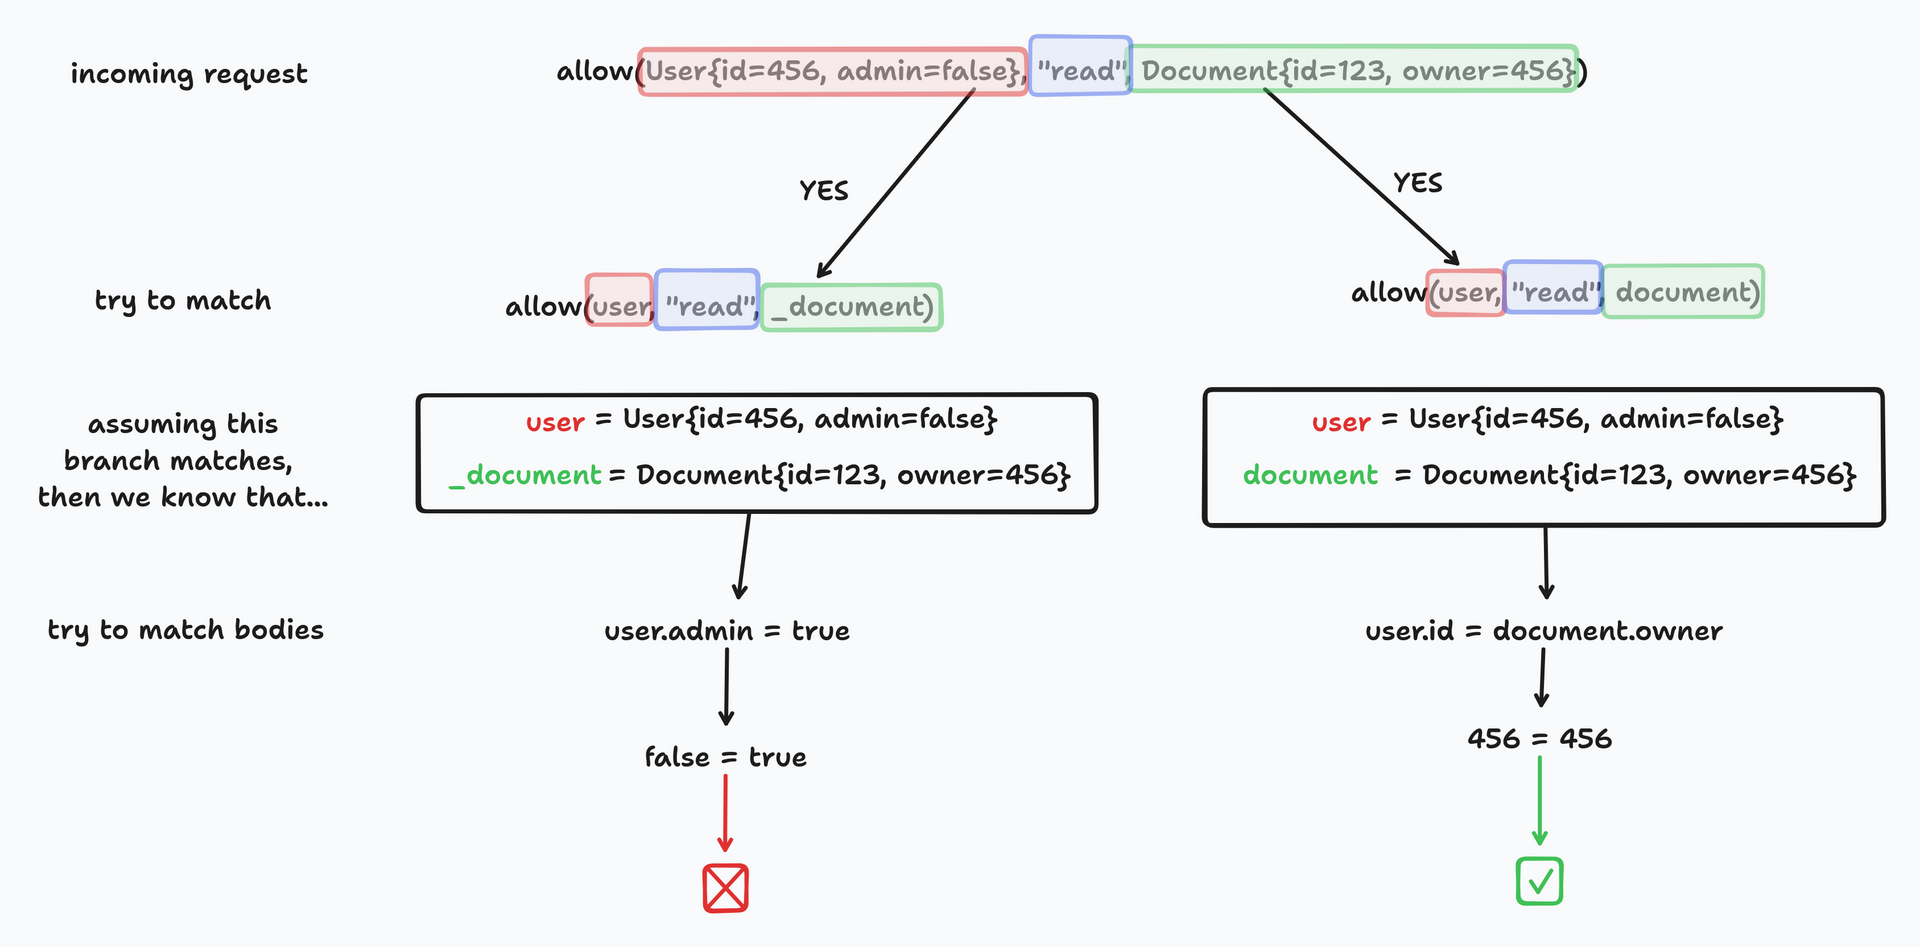 incoming request
allow(User{id=456, admin=false}, "read", Document{id=123, owner=456})
YES
YES
try to match
allow(user, "read", _document)
allow(user, "read", document)
assuming this
branch matches,
then we know that...
user = User{id=456, admin=false}
_document = Document{id=123, owner=456}
user = User{id=456, admin=false}
document = Document{id=123, owner=456}
try to match bodies
user.admin = true
user.id = document.owner
false = true
456 = 456